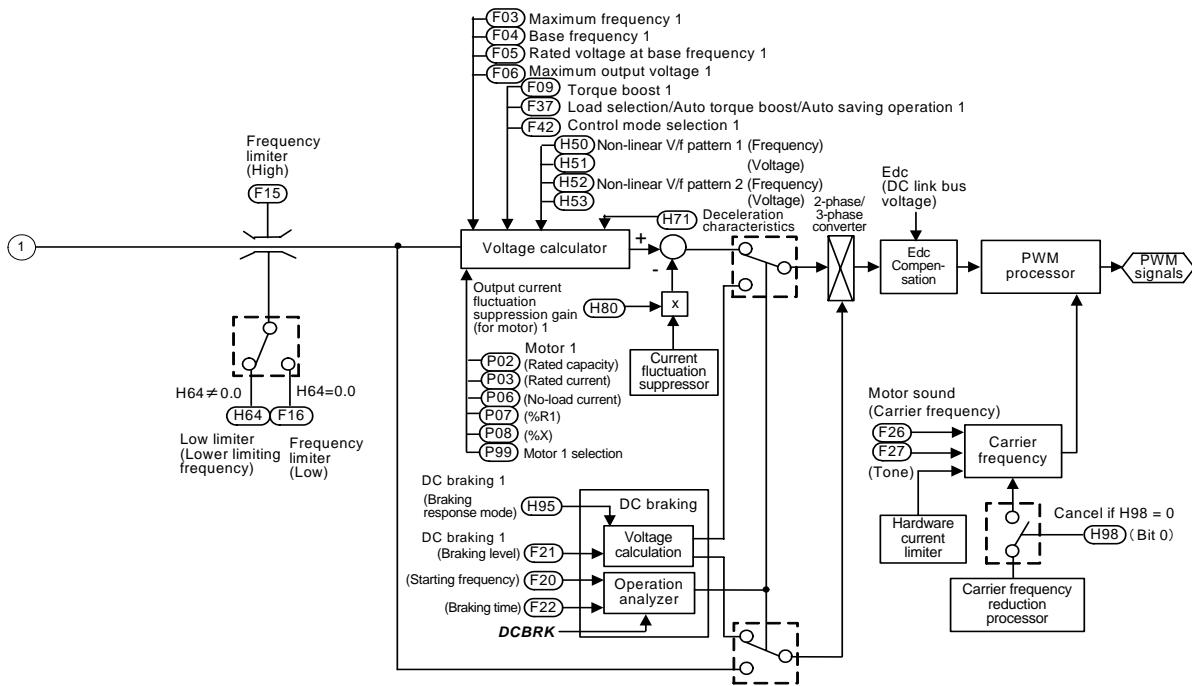 F03 Maximum frequency 1
F04 Base frequency 1
F05 Rated voltage at base frequency 1
F06 Maximum output voltage 1
F09 Torque boost 1
F37 Load selection/Auto torque boost/Auto saving operation 1
F42 Control mode selection 1
H50 Non-linear V/f pattern 1 (Frequency)
H51 (Voltage)
H52 Non-linear V/f pattern 2 (Frequency)
H53 (Voltage)
H71 Deceleration
characteristics
Frequency
limiter
(High)
F15
1
Voltage calculator
+
-
2-phase/
3-phase
converter
Edc
(DC link bus
voltage)
Edc
Compen-
sation
PWM
processor
PWM
signals
Output current
fluctuation
suppression gain
(for motor) 1
H80
x
Current
fluctuation
suppressor
H64≠0.0
H64=0.0
H64
F16
Low limiter
(Lower limiting
frequency)
Frequency
limiter
(Low)
Motor 1
P02 (Rated capacity)
P03 (Rated current)
P06 (No-load current)
P07 (%R1)
P08 (%X)
P99 Motor 1 selection
Motor sound
(Carrier frequency)
F26
F27
(Tone)
Carrier
frequency
Hardware
current
limiter
Cancel if H98 = 0
H98 (Bit 0)
Carrier frequency
reduction
processor
DC braking 1
(Braking
response mode)
H95
DC braking
DC braking 1
(Braking level)
F21
Voltage
calculation
(Starting frequency) F20
(Braking time) F22
Operation
analyzer
DCBRK